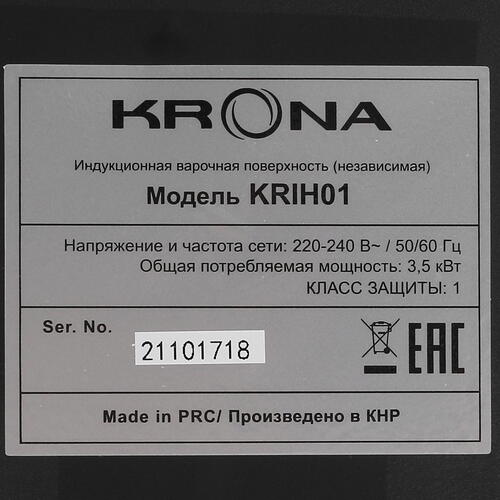 KRONA
Индукционная варочная поверхность (независимая)
Модель KRIH01
Напряжение и частота сети: 220-240 В~ / 50/60 Гц
Общая потребляемая мощность: 3,5 кВт
КЛАСС ЗАЩИТЫ: 1
Ser. No.
21101718
EAC
Made in PRC/ Произведено в КНР